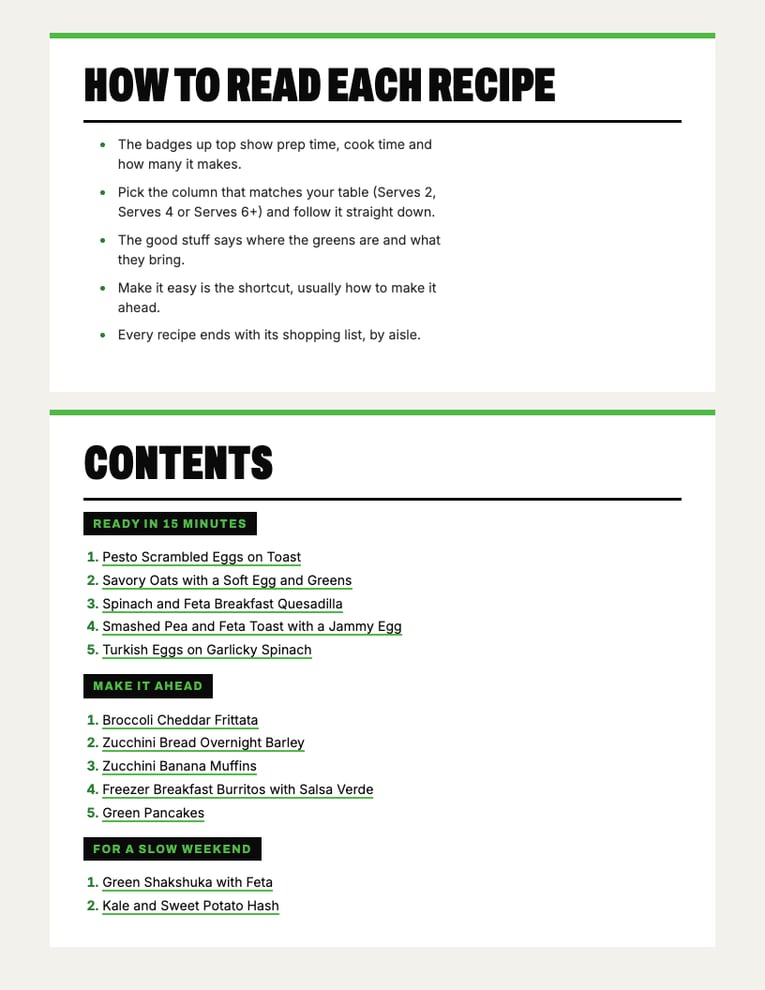 HOW TO READ EACH RECIPE
• The badges up top show prep time, cook time and
how many it makes.
• Pick the column that matches your table (Serves 2,
Serves 4 or Serves 6+) and follow it straight down.
• The good stuff says where the greens are and what
they bring.
• Make it easy is the shortcut, usually how to make it
ahead.
• Every recipe ends with its shopping list, by aisle.
CONTENTS
READY IN 15 MINUTES
1. Pesto Scrambled Eggs on Toast
2. Savory Oats with a Soft Egg and Greens
3. Spinach and Feta Breakfast Quesadilla
4. Smashed Pea and Feta Toast with a Jammy Egg
5. Turkish Eggs on Garlicky Spinach
MAKE IT AHEAD
1. Broccoli Cheddar Frittata
2. Zucchini Bread Overnight Barley
3. Zucchini Banana Muffins
4. Freezer Breakfast Burritos with Salsa Verde
5. Green Pancakes
FOR A SLOW WEEKEND
1. Green Shakshuka with Feta
2. Kale and Sweet Potato Hash